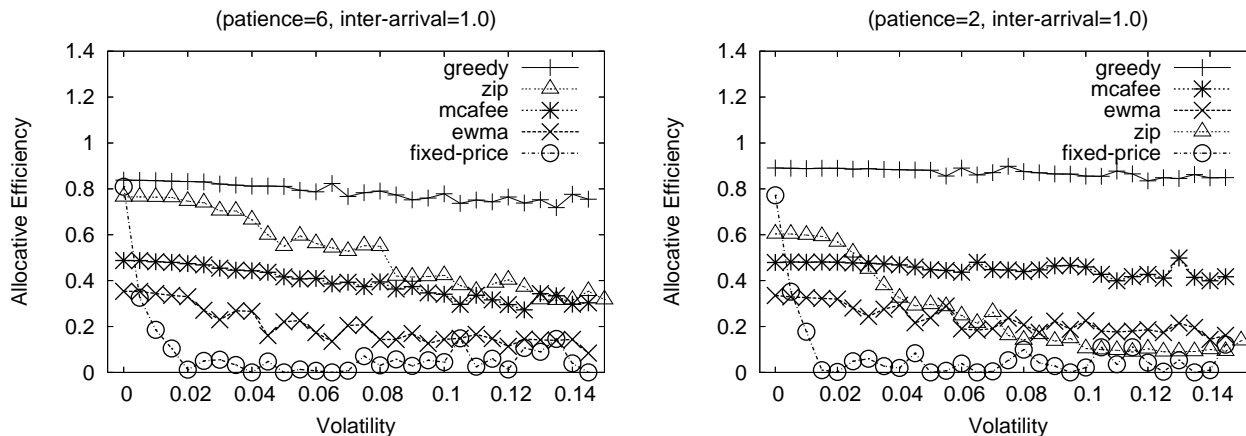 (patience=6, inter-arrival=1.0)
1.4
1.2
1
0.8
0.6
0.4
0.2
0
Allocative Efficiency
greedy
zip
mcafee
ewma
fixed-price
0 0.02 0.04 0.06 0.08 0.1 0.12 0.14
Volatility
(patience=2, inter-arrival=1.0)
1.4
1.2
1
0.8
0.6
0.4
0.2
0
Allocative Efficiency
greedy
mcafee
ewma
zip
fixed-price
0 0.02 0.04 0.06 0.08 0.1 0.12 0.14
Volatility